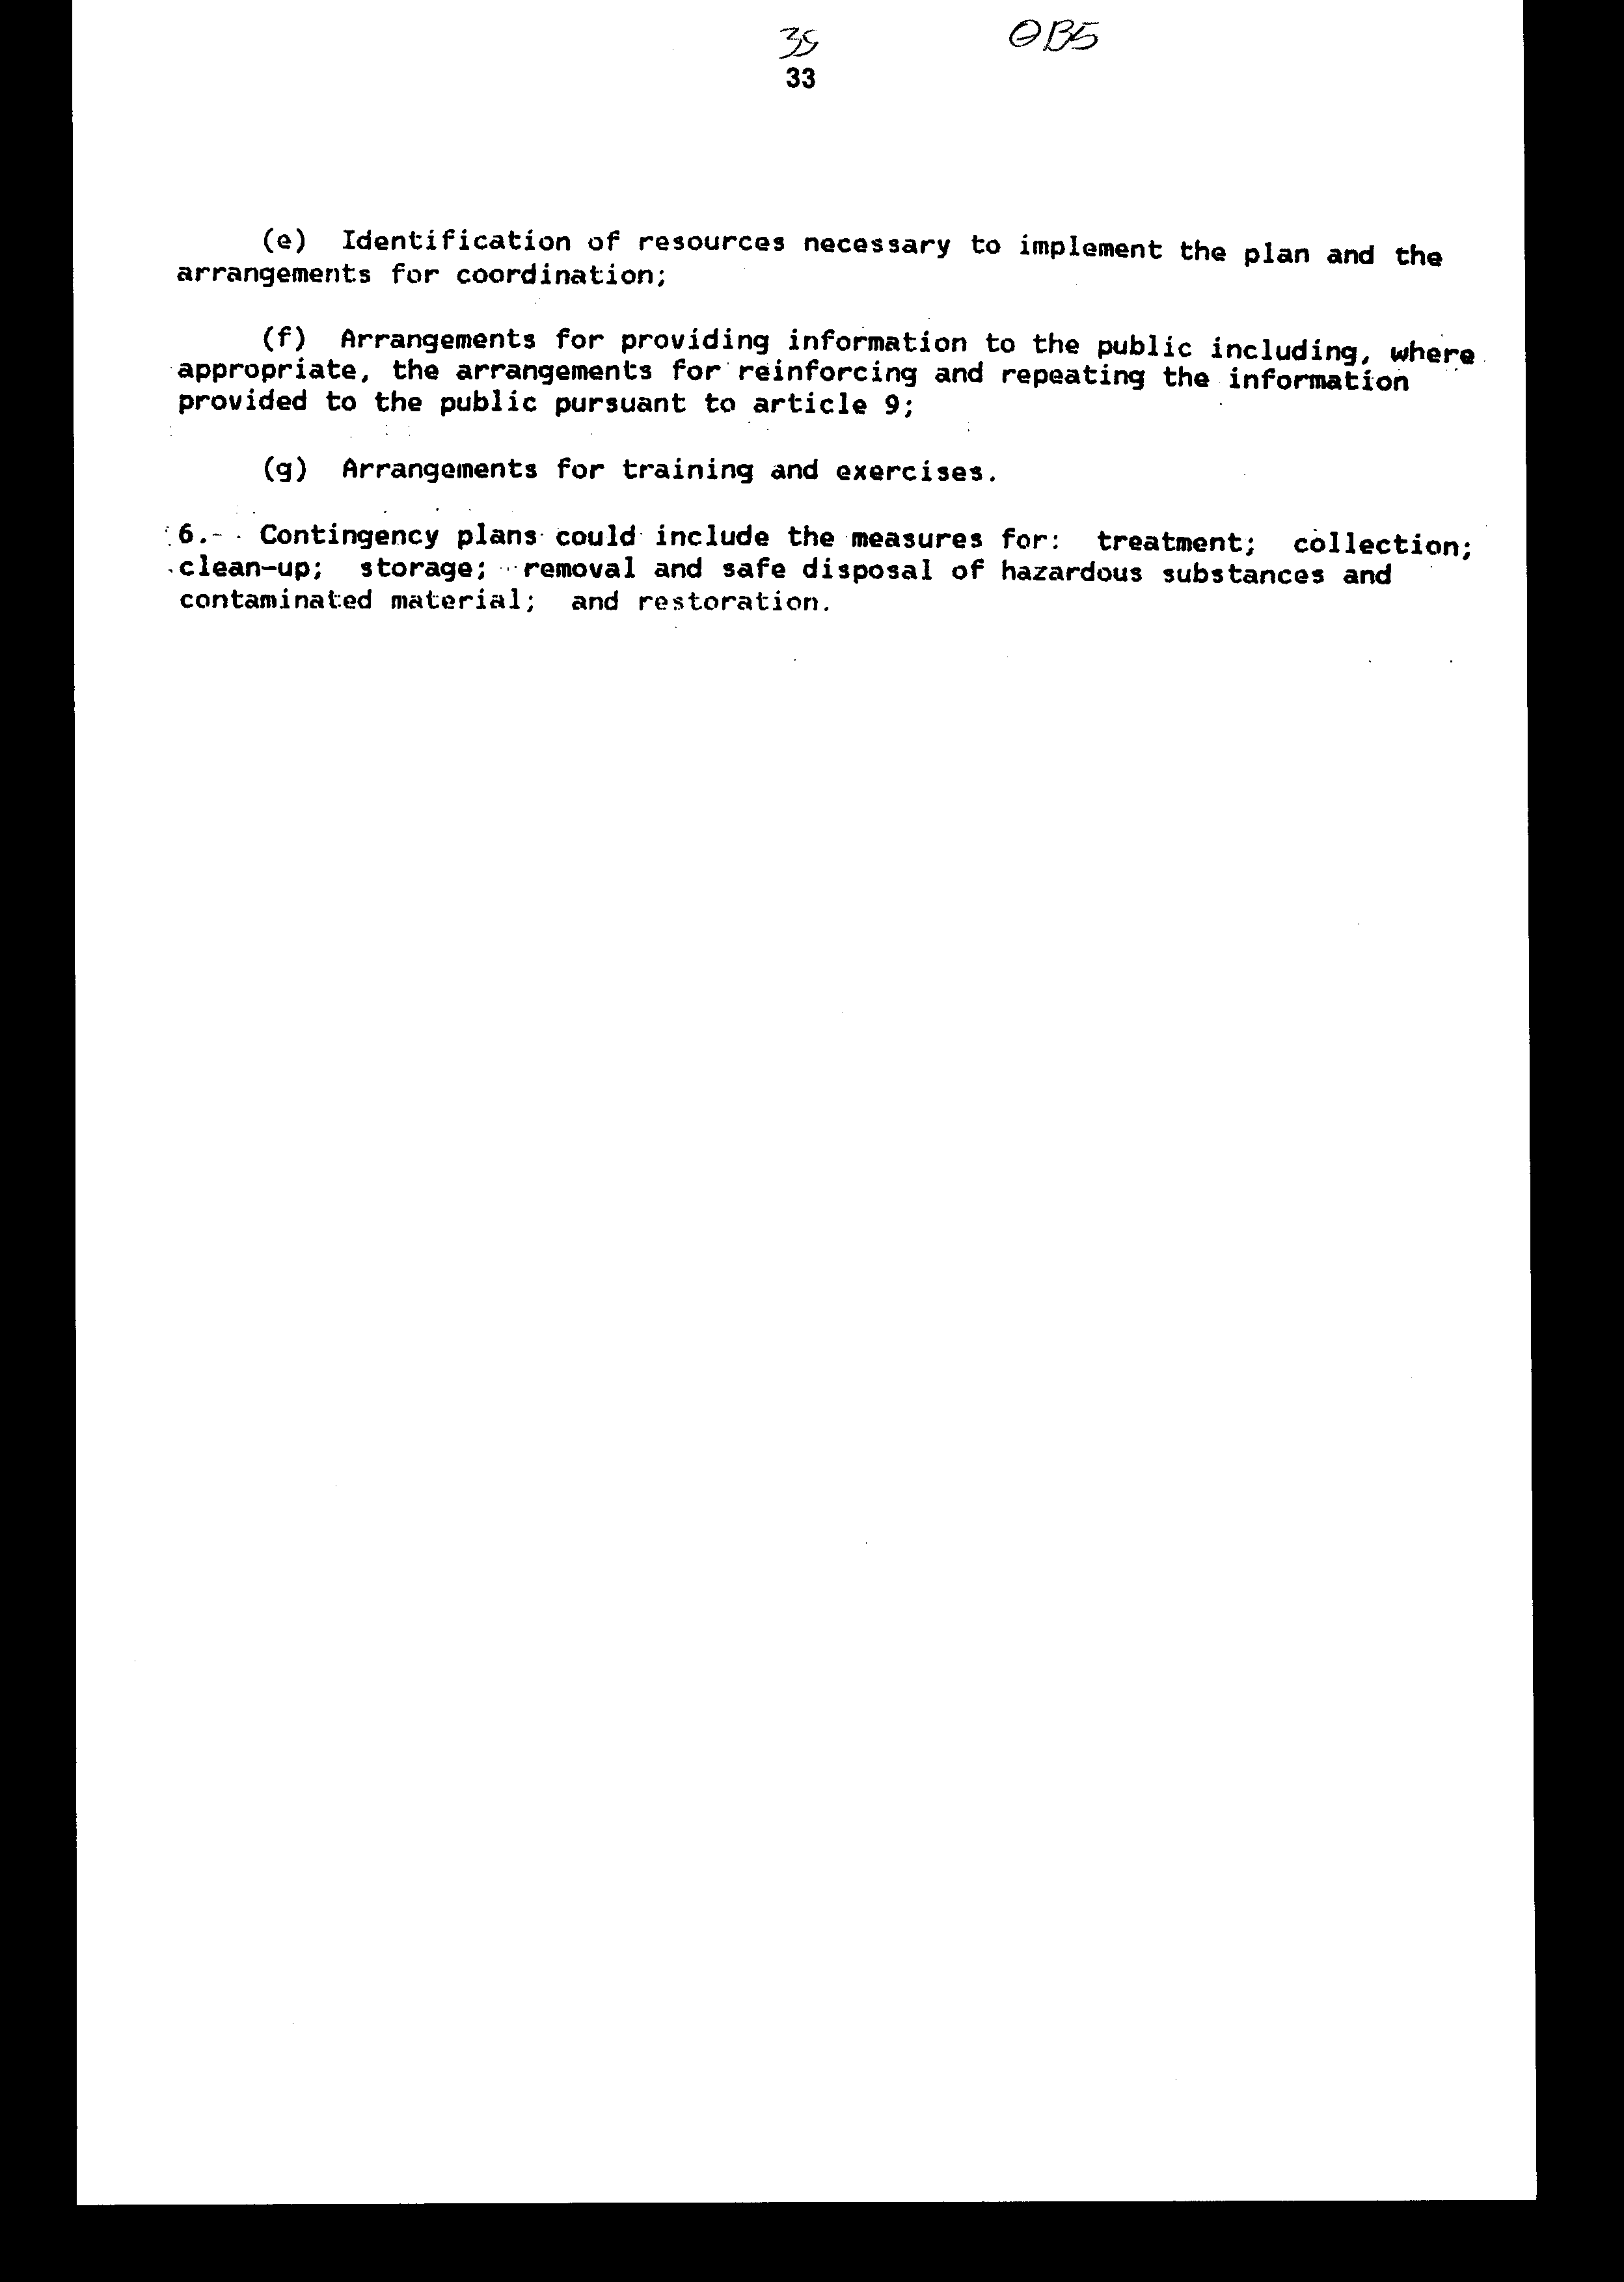 35 OB5
33
(e) Identification of resources necessary to implement the plan and the
arrangements for coordination;
(f) Arrangements for providing information to the public including, where
appropriate, the arrangements for reinforcing and repeating the information
provided to the public pursuant to article 9;
(g) Arrangements for training and exercises.
6. Contingency plans could include the measures for: treatment; collection;
clean-up; storage; removal and safe disposal of hazardous substances and
contaminated material; and restoration.